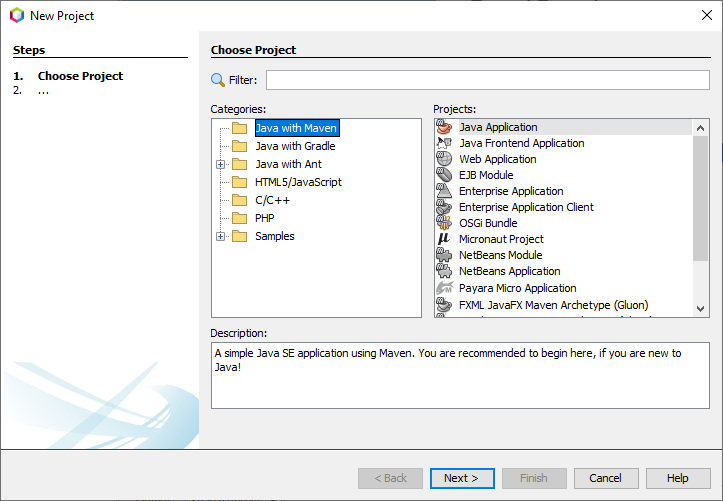 New Project
Steps
1. Choose Project
2. ...
Choose Project
Filter:
Categories:
Java with Maven
Java with Gradle
Java with Ant
HTML5/JavaScript
C/C++
PHP
Samples
Projects:
Java Application
Java Frontend Application
Web Application
EJB Module
Enterprise Application
Enterprise Application Client
OSGi Bundle
Micronaut Project
NetBeans Module
NetBeans Application
Payara Micro Application
FXML JavaFX Maven Archetype (Gluon)
Description:
A simple Java SE application using Maven. You are recommended to begin here, if you are new to
Java!
< Back
Next >
Finish
Cancel
Help